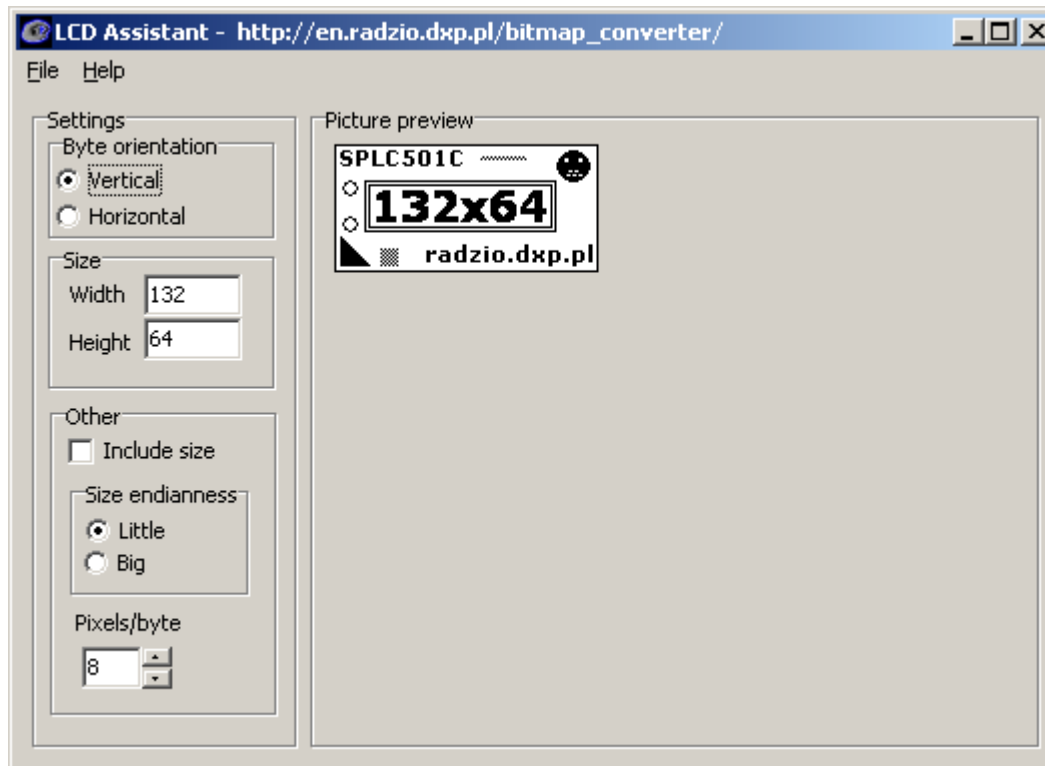 LCD Assistant - http://en.radzio.dxp.pl/bitmap_converter/
File Help
Settings
Byte orientation
Vertical
Horizontal
Size
Width 132
Height 64
Other
Include size
Size endianness
Little
Big
Pixels/byte
8
Picture preview
SPLC501C
132x64
radzio.dxp.pl